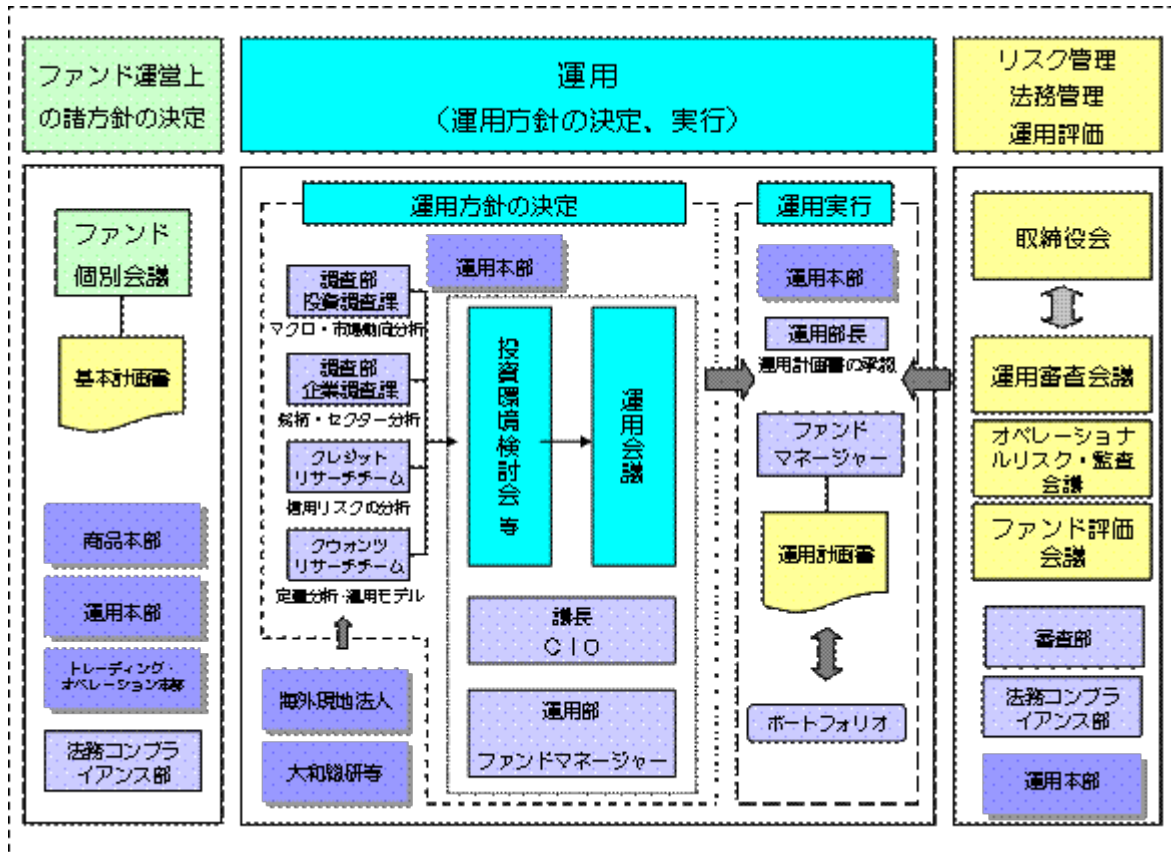 ファンド運営上
の諸方針の決定
運用
(運用方針の決定、実行)
リスク管理
法務管理
運用評価
ファンド
個別会議
基本計画書
商品本部
運用本部
トレーディング・
オペレーション本部
法務コンプラ
イアンス部
運用方針の決定
運用本部
調査部
投資調査課
マクロ・市場動向分析
調査部
企業調査課
銘柄・セクター分析
クレジット
リサーチチーム
信用リスクの分析
クウォンツ
リサーチチーム
定量分析・運用モデル
海外現地法人
大和総研等
投資環境検討会 等
運用会議
議長
CIO
運用部
ファンドマネージャー
運用実行
運用本部
運用部長
運用計画書の承認
ファンド
マネージャー
運用計画書
ポートフォリオ
取締役会
運用審査会議
オペレーショナ
ルリスク・監査
会議
ファンド評価
会議
審査部
法務コンプラ
イアンス部
運用本部